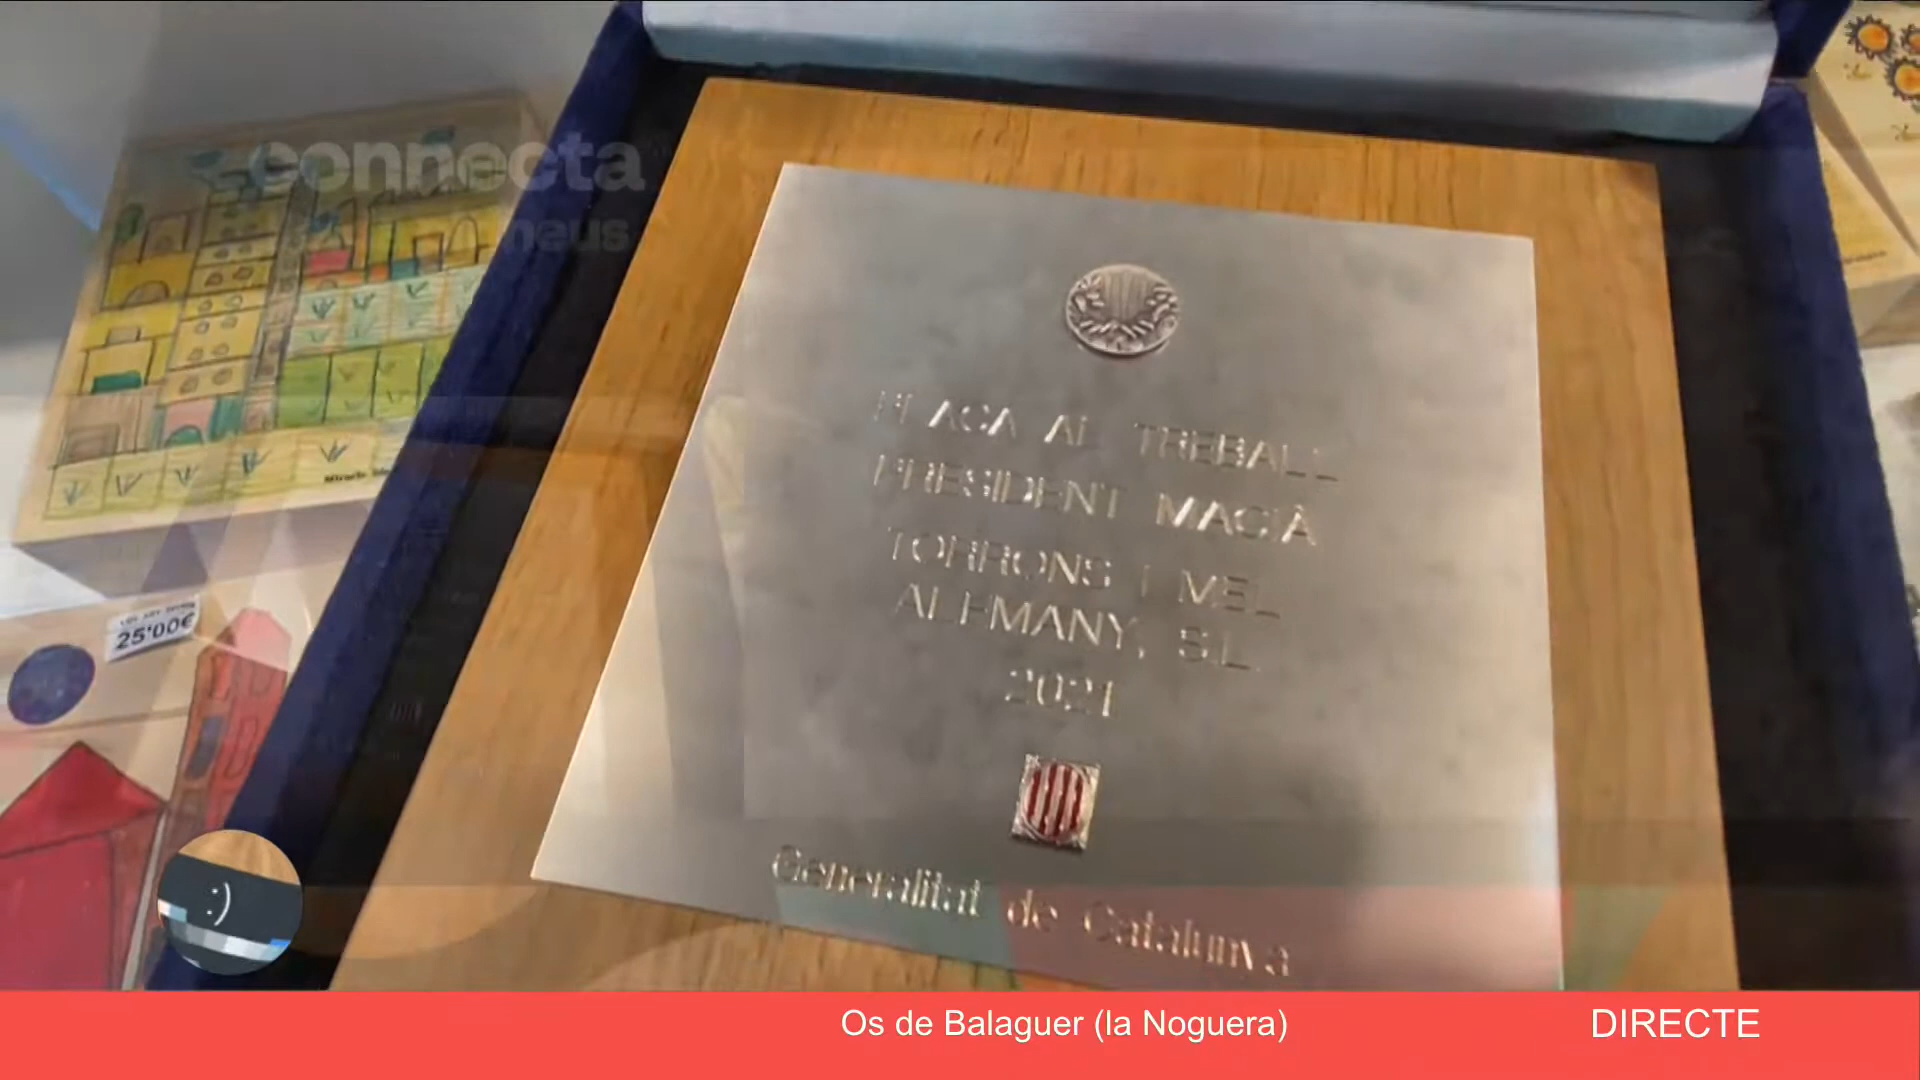 connecta
25'00€
PLACA AL TREBALL
PRESIDENT MACIÀ
TORRONS I MEL
ALEMANY, S.L.
2021
Generalitat de Catalunya
:)
Os de Balaguer (la Noguera)
DIRECTE